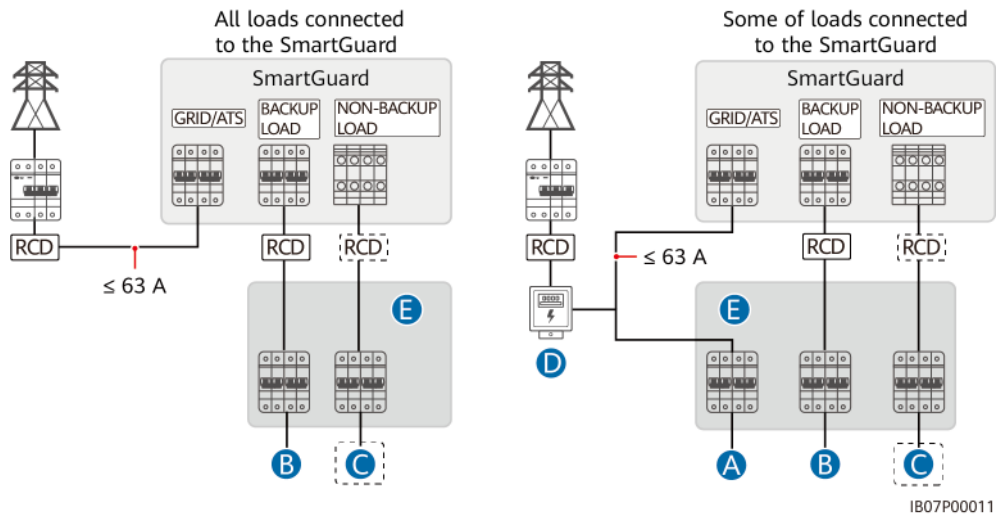 All loads connected
to the SmartGuard
SmartGuard
GRID/ATS
BACKUP
LOAD
NON-BACKUP
LOAD
RCD
RCD
RCD
≤ 63 A
E
B
C
Some of loads connected
to the SmartGuard
SmartGuard
GRID/ATS
BACKUP
LOAD
NON-BACKUP
LOAD
RCD
RCD
RCD
≤ 63 A
E
D
A
B
C
IB07P00011